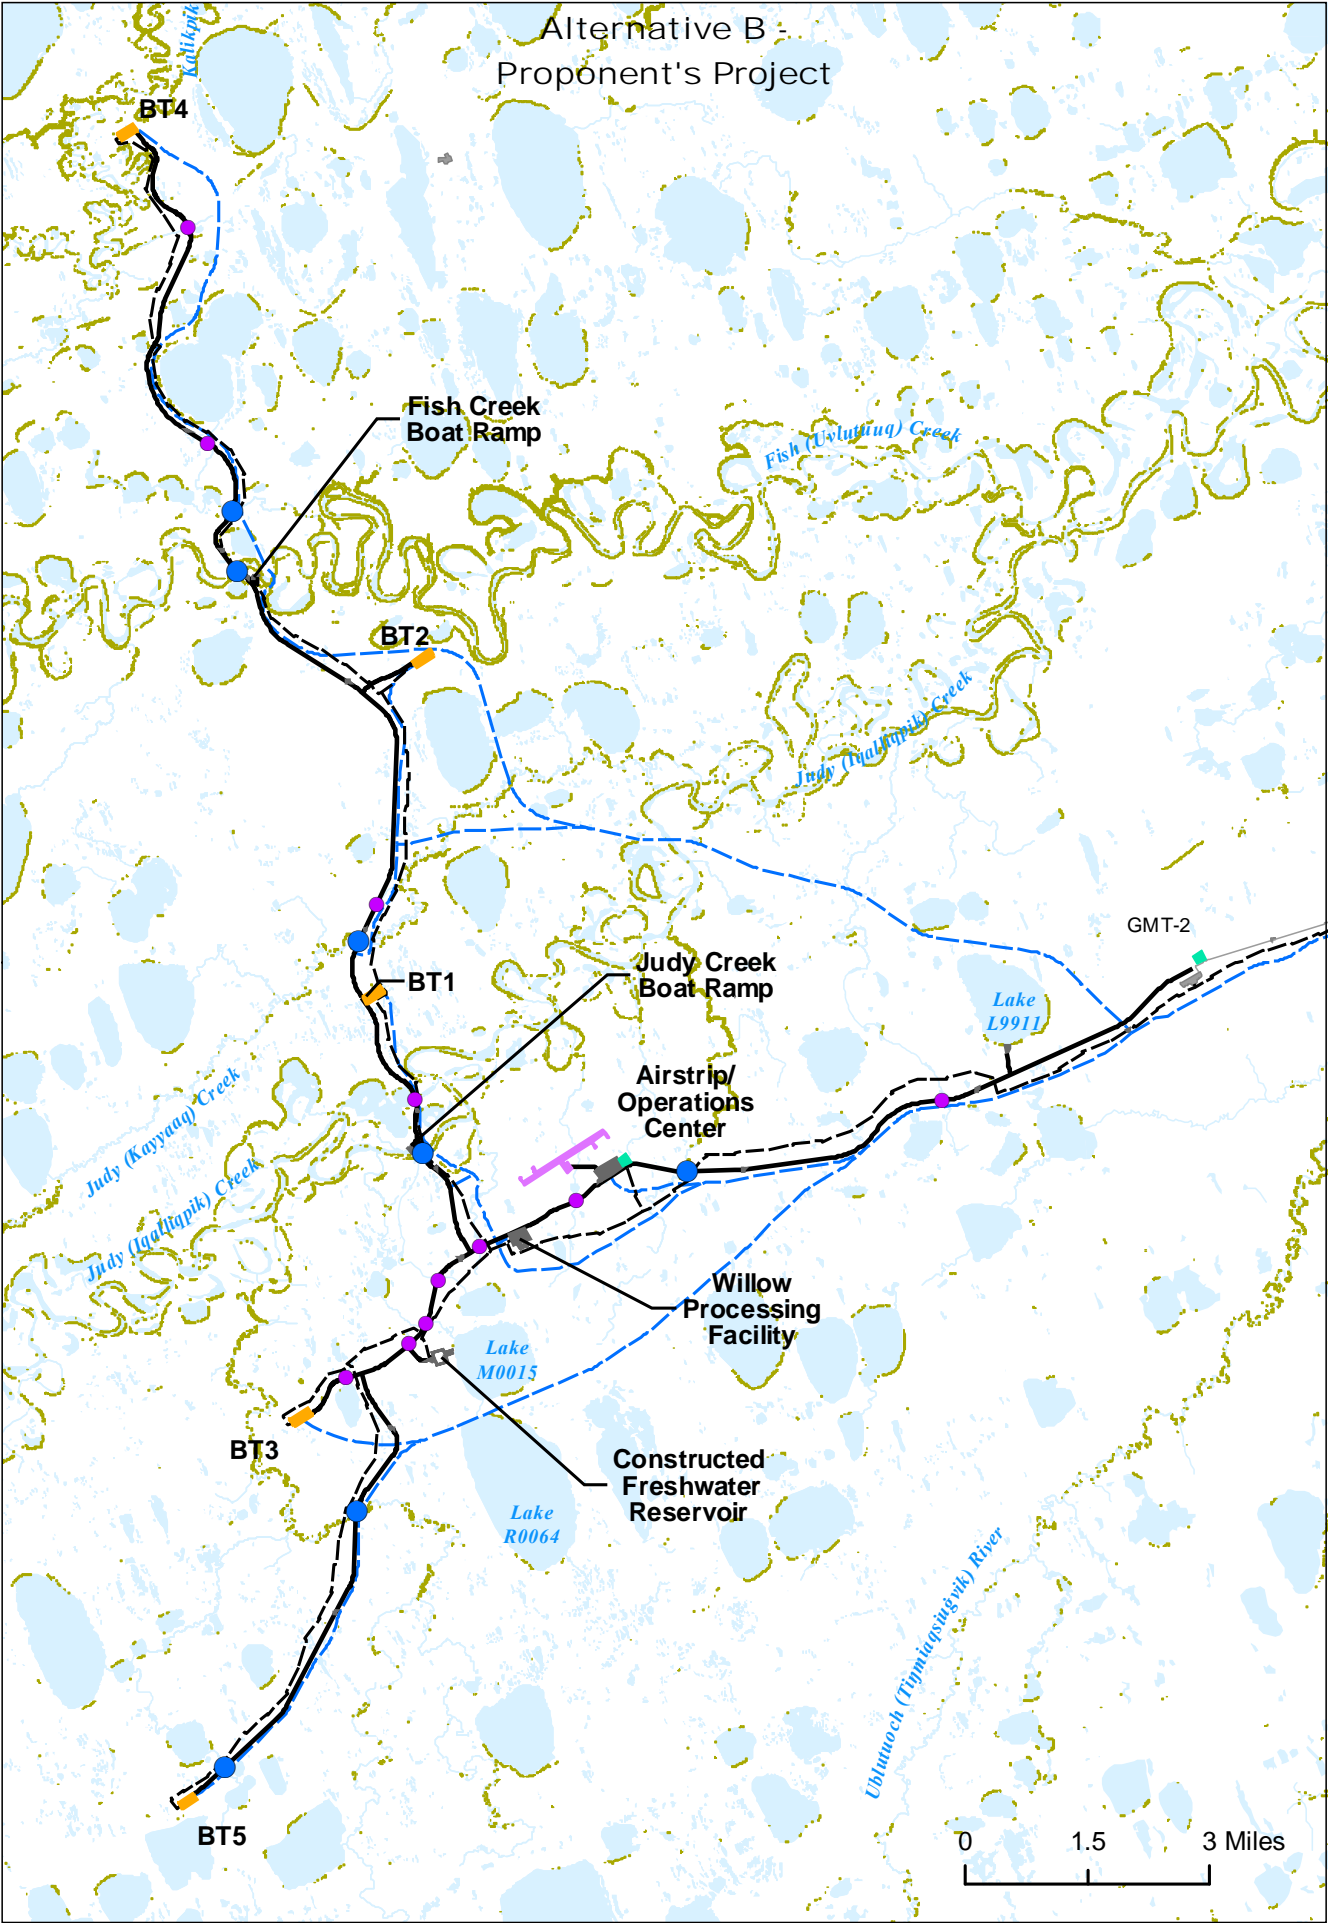 Alternative B -
Proponent's Project
Kalikpik
BT4
Fish Creek
Boat Ramp
Fish (Uvlutuuq) Creek
BT2
Judy (Iqalliqpik) Creek
GMT-2
Judy Creek
Boat Ramp
BT1
Lake
L9911
Airstrip/
Operations
Center
Judy (Kayyaaq) Creek
Judy (Iqalliqpik) Creek
Willow
Processing
Facility
Lake
M0015
BT3
Constructed
Freshwater
Reservoir
Lake
R0064
Ublutuoch (Tiŋmiaqsiuġvik) River
BT5
0 1.5 3 Miles